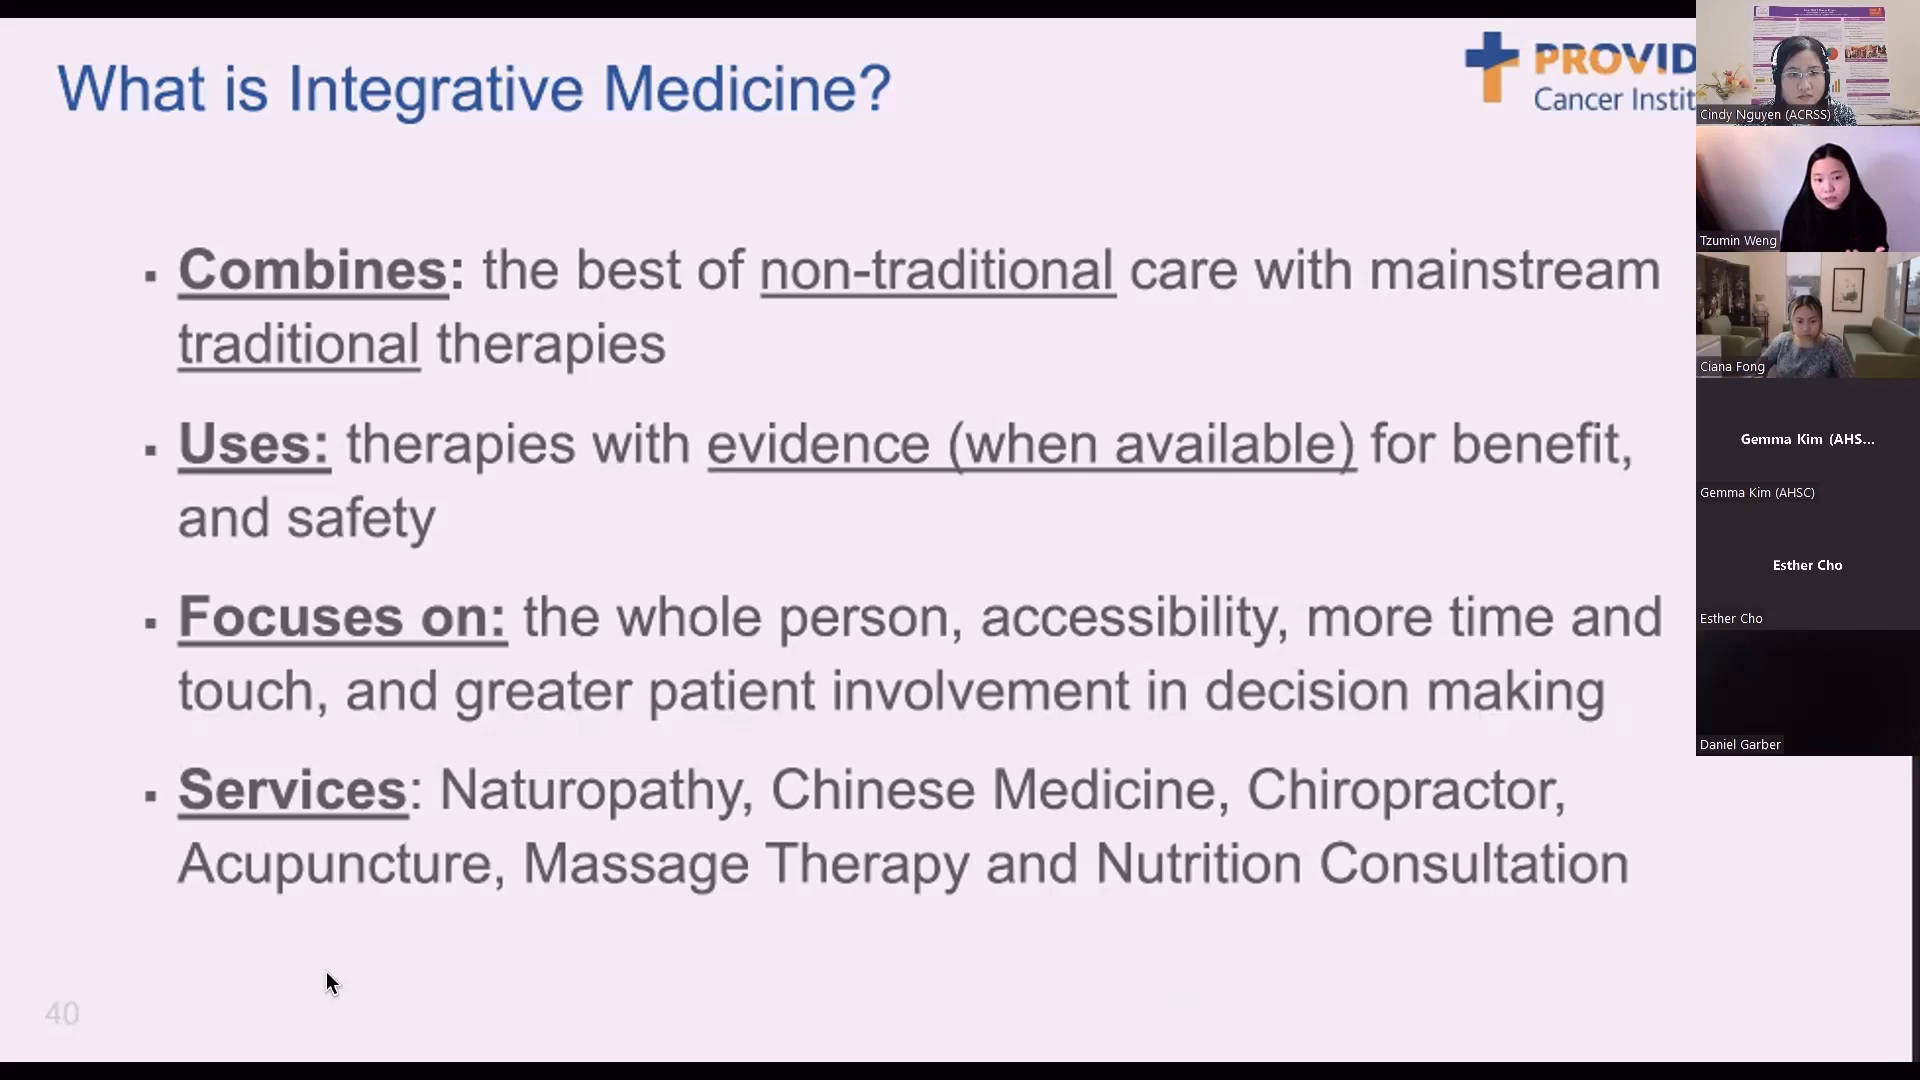 What is Integrative Medicine?
PROVID
Cancer Instit
▪ Combines: the best of non-traditional care with mainstream
traditional therapies
▪ Uses: therapies with evidence (when available) for benefit,
and safety
▪ Focuses on: the whole person, accessibility, more time and
touch, and greater patient involvement in decision making
▪ Services: Naturopathy, Chinese Medicine, Chiropractor,
Acupuncture, Massage Therapy and Nutrition Consultation
40
Cindy Nguyen (ACRSS)
Tzumin Weng
Ciana Fong
Gemma Kim (AHS...
Gemma Kim (AHSC)
Esther Cho
Esther Cho
Daniel Garber